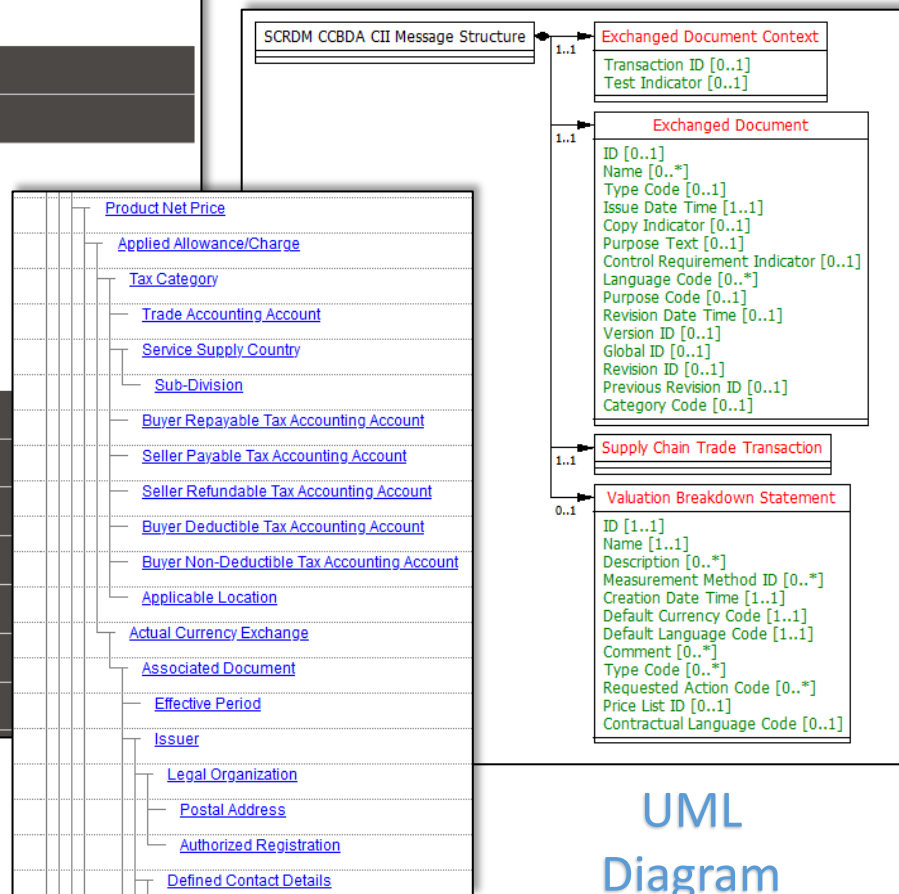 SCRDM CCBDA CII Message Structure
1..1
Exchanged Document Context
Transaction ID [0..1]
Test Indicator [0..1]
1..1
Exchanged Document
ID [0..1]
Name [0..*]
Type Code [0..1]
Issue Date Time [1..1]
Copy Indicator [0..1]
Purpose Text [0..1]
Control Requirement Indicator [0..1]
Language Code [0..*]
Purpose Code [0..1]
Revision Date Time [0..1]
Version ID [0..1]
Global ID [0..1]
Revision ID [0..1]
Previous Revision ID [0..1]
Category Code [0..1]
1..1
Supply Chain Trade Transaction
0..1
Valuation Breakdown Statement
ID [1..1]
Name [1..1]
Description [0..*]
Measurement Method ID [0..*]
Creation Date Time [1..1]
Default Currency Code [1..1]
Default Language Code [1..1]
Comment [0..*]
Type Code [0..*]
Requested Action Code [0..*]
Price List ID [0..1]
Contractual Language Code [0..1]
Product Net Price
Applied Allowance/Charge
Tax Category
Trade Accounting Account
Service Supply Country
Sub-Division
Buyer Repayable Tax Accounting Account
Seller Payable Tax Accounting Account
Seller Refundable Tax Accounting Account
Buyer Deductible Tax Accounting Account
Buyer Non-Deductible Tax Accounting Account
Applicable Location
Actual Currency Exchange
Associated Document
Effective Period
Issuer
Legal Organization
Postal Address
Authorized Registration
Defined Contact Details
UML
Diagram